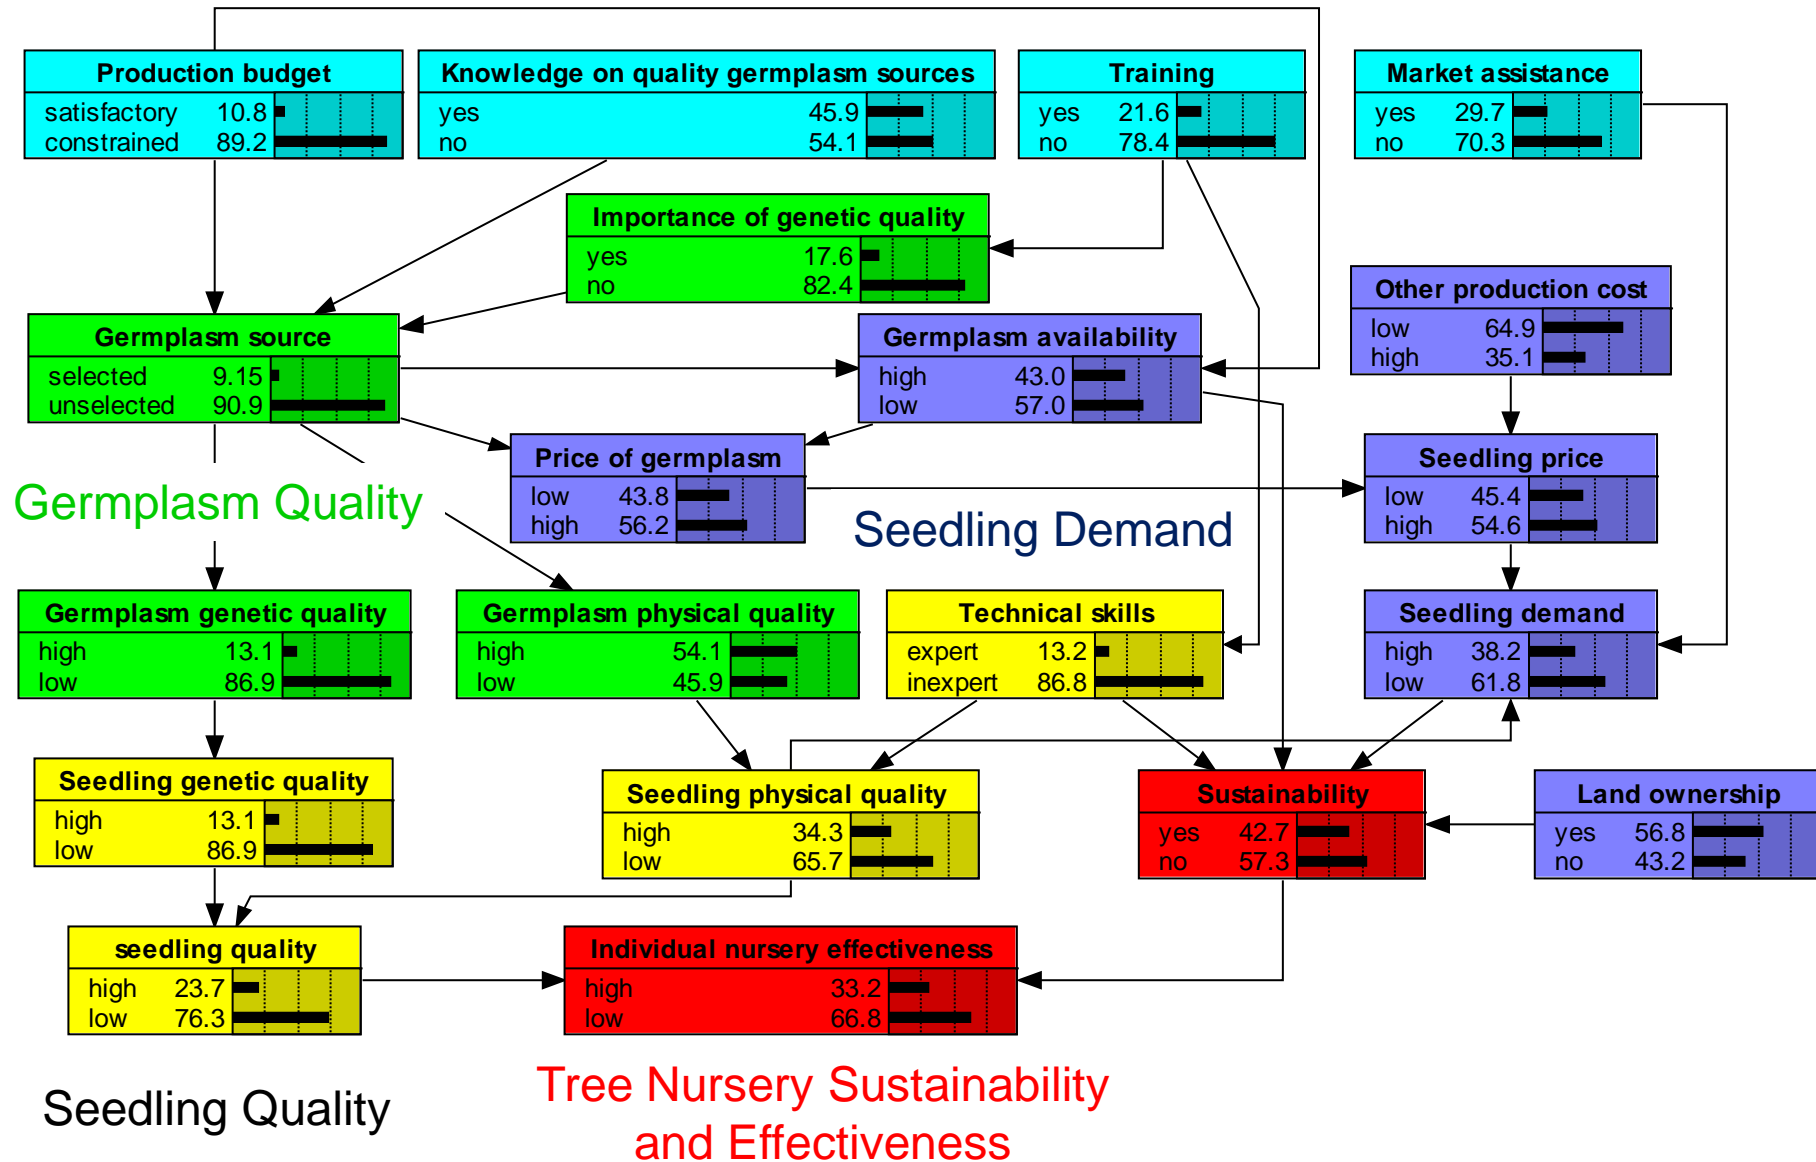 Production budget
satisfactory 10.8
constrained 89.2
Knowledge on quality germplasm sources
yes 45.9
no 54.1
Training
yes 21.6
no 78.4
Market assistance
yes 29.7
no 70.3
Importance of genetic quality
yes 17.6
no 82.4
Other production cost
low 64.9
high 35.1
Germplasm source
selected 9.15
unselected 90.9
Germplasm availability
high 43.0
low 57.0
Price of germplasm
low 43.8
high 56.2
Seedling price
low 45.4
high 54.6
Germplasm Quality
Seedling Demand
Germplasm genetic quality
high 13.1
low 86.9
Germplasm physical quality
high 54.1
low 45.9
Technical skills
expert 13.2
inexpert 86.8
Seedling demand
high 38.2
low 61.8
Seedling genetic quality
high 13.1
low 86.9
Seedling physical quality
high 34.3
low 65.7
Sustainability
yes 42.7
no 57.3
Land ownership
yes 56.8
no 43.2
seedling quality
high 23.7
low 76.3
Individual nursery effectiveness
high 33.2
low 66.8
Seedling Quality
Tree Nursery Sustainability
and Effectiveness